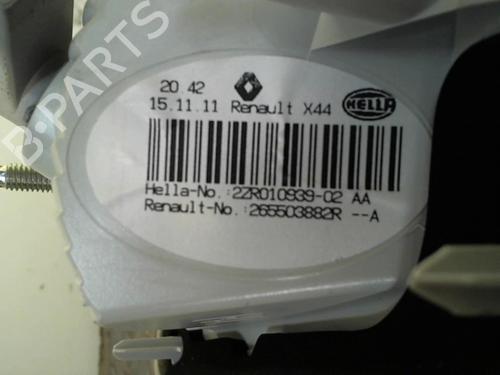 B-PARTS
20.42
15.11.11 Renault X44 HELLA
Hella-No.:2ZR010939-02 AA
Renault-No.:265503882R --A